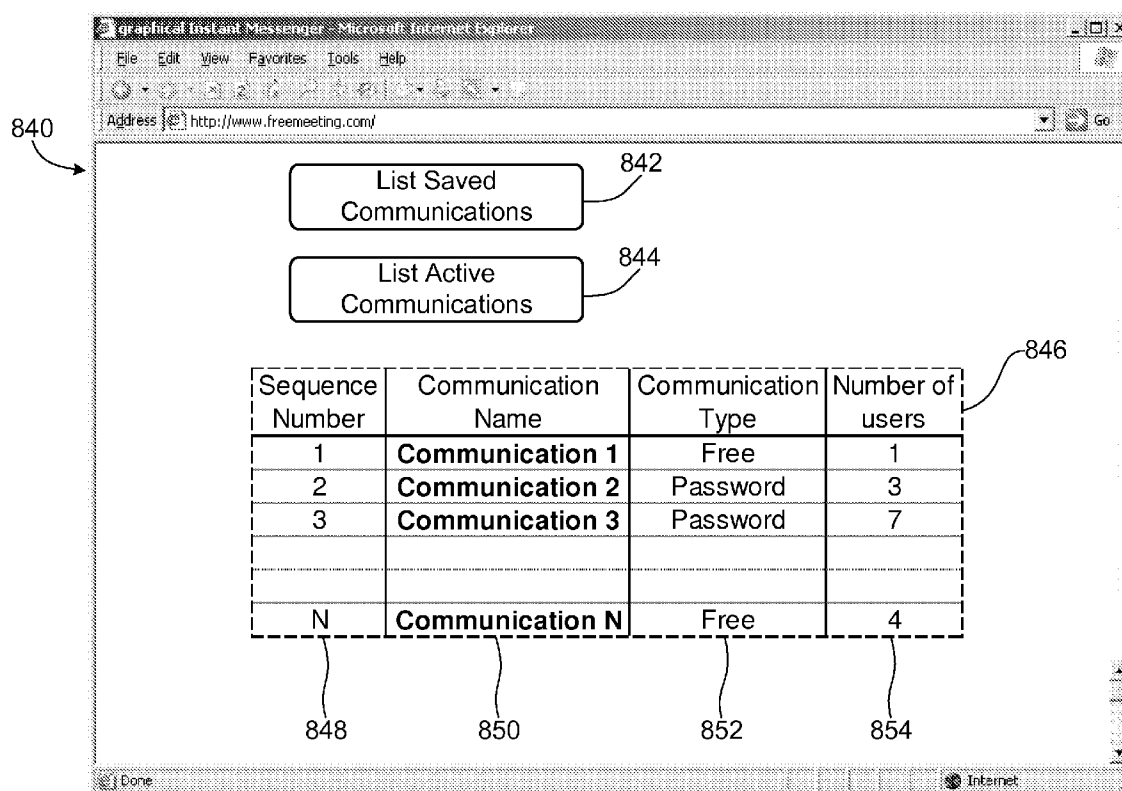 graphical Instant Messenger - Microsoft Internet Explorer
File Edit View Favorites Tools Help
Address http://www.freemeeting.com/ Go
840
List Saved
Communications
842
List Active
Communications
844
846
Sequence Communication Communication Number of
Number Name Type users
1 Communication 1 Free 1
2 Communication 2 Password 3
3 Communication 3 Password 7
N Communication N Free 4
848 850 852 854
Done Internet